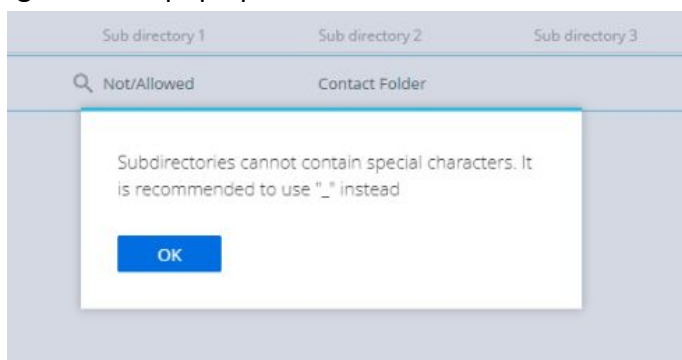 Sub directory 1 Sub directory 2 Sub directory 3
Not/Allowed Contact Folder
Subdirectories cannot contain special characters. It
is recommended to use "_" instead
OK